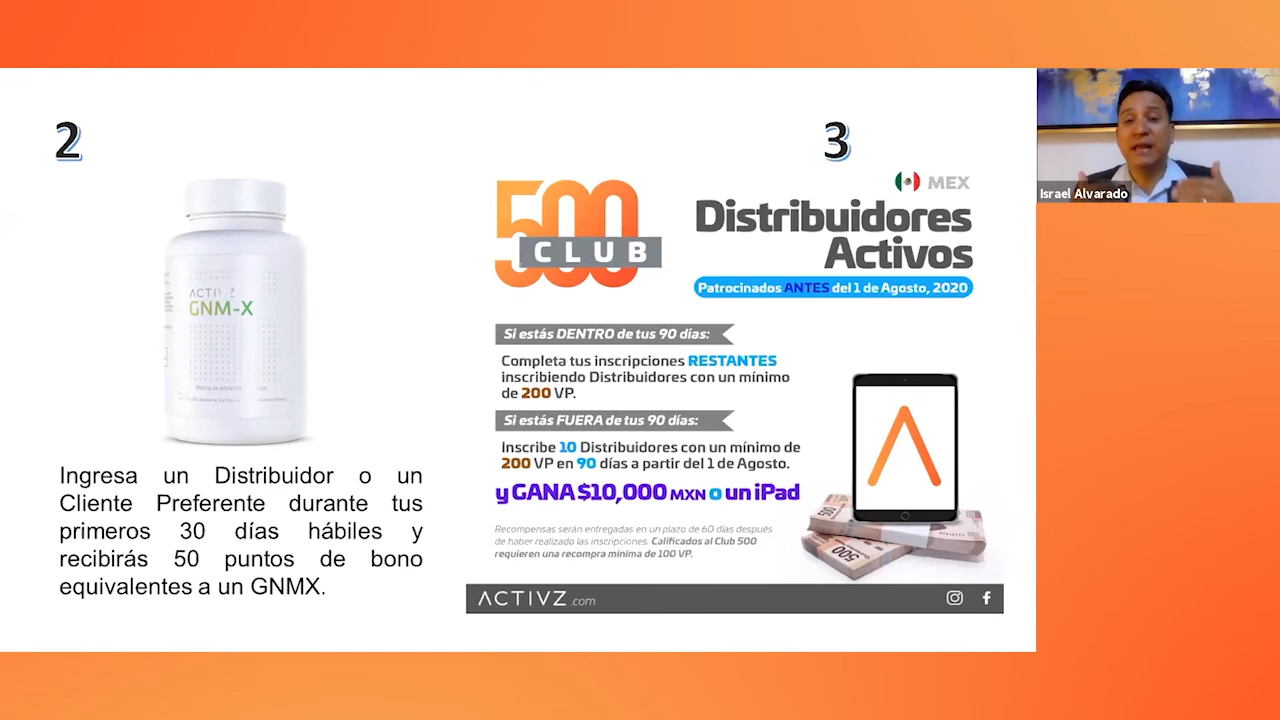 2
ACTIVZ
GNM-X
Ingresa un Distribuidor o un
Cliente Preferente durante tus
primeros 30 días hábiles y
recibirás 50 puntos de bono
equivalentes a un GNMX.
3
500
CLUB
MEX
Distribuidores
Activos
Patrocinados ANTES del 1 de Agosto, 2020
Si estás DENTRO de tus 90 días:
Completa tus inscripciones RESTANTES
inscribiendo Distribuidores con un mínimo
de 200 VP.
Si estás FUERA de tus 90 días:
Inscribe 10 Distribuidores con un mínimo de
200 VP en 90 días a partir del 1 de Agosto.
y GANA $10,000 MXN o un iPad
Recompensas serán entregadas en un plazo de 60 días después
de haber realizado las inscripciones. Calificados al Club 500
requieren una recompra mínima de 100 VP.
500
ACTIVZ.com
Israel Alvarado